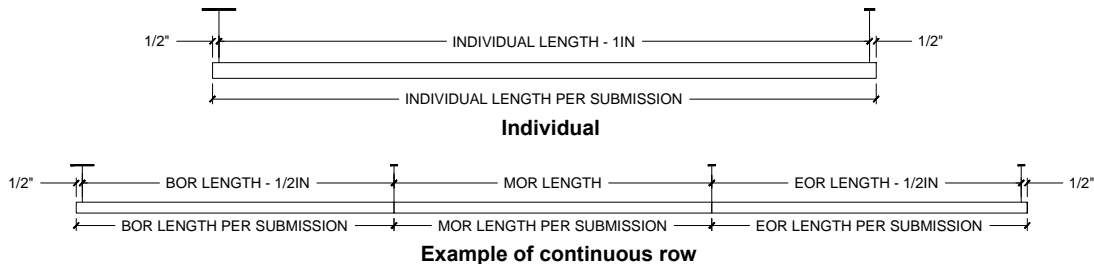 1/2" INDIVIDUAL LENGTH - 1IN 1/2"
INDIVIDUAL LENGTH PER SUBMISSION
Individual
1/2" BOR LENGTH - 1/2IN MOR LENGTH EOR LENGTH - 1/2IN 1/2"
BOR LENGTH PER SUBMISSION MOR LENGTH PER SUBMISSION EOR LENGTH PER SUBMISSION
Example of continuous row